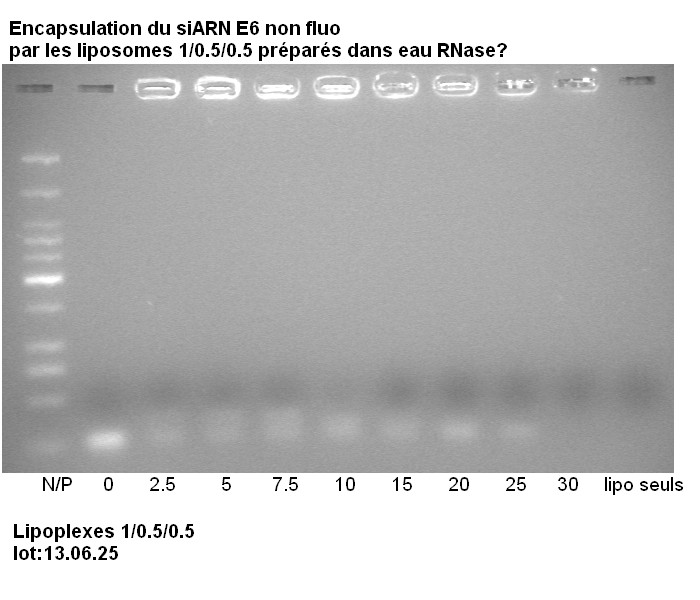 Encapsulation du siARN E6 non fluo
par les liposomes 1/0.5/0.5 préparés dans eau RNase?
N/P 0 2.5 5 7.5 10 15 20 25 30 lipo seuls
Lipoplexes 1/0.5/0.5
lot:13.06.25